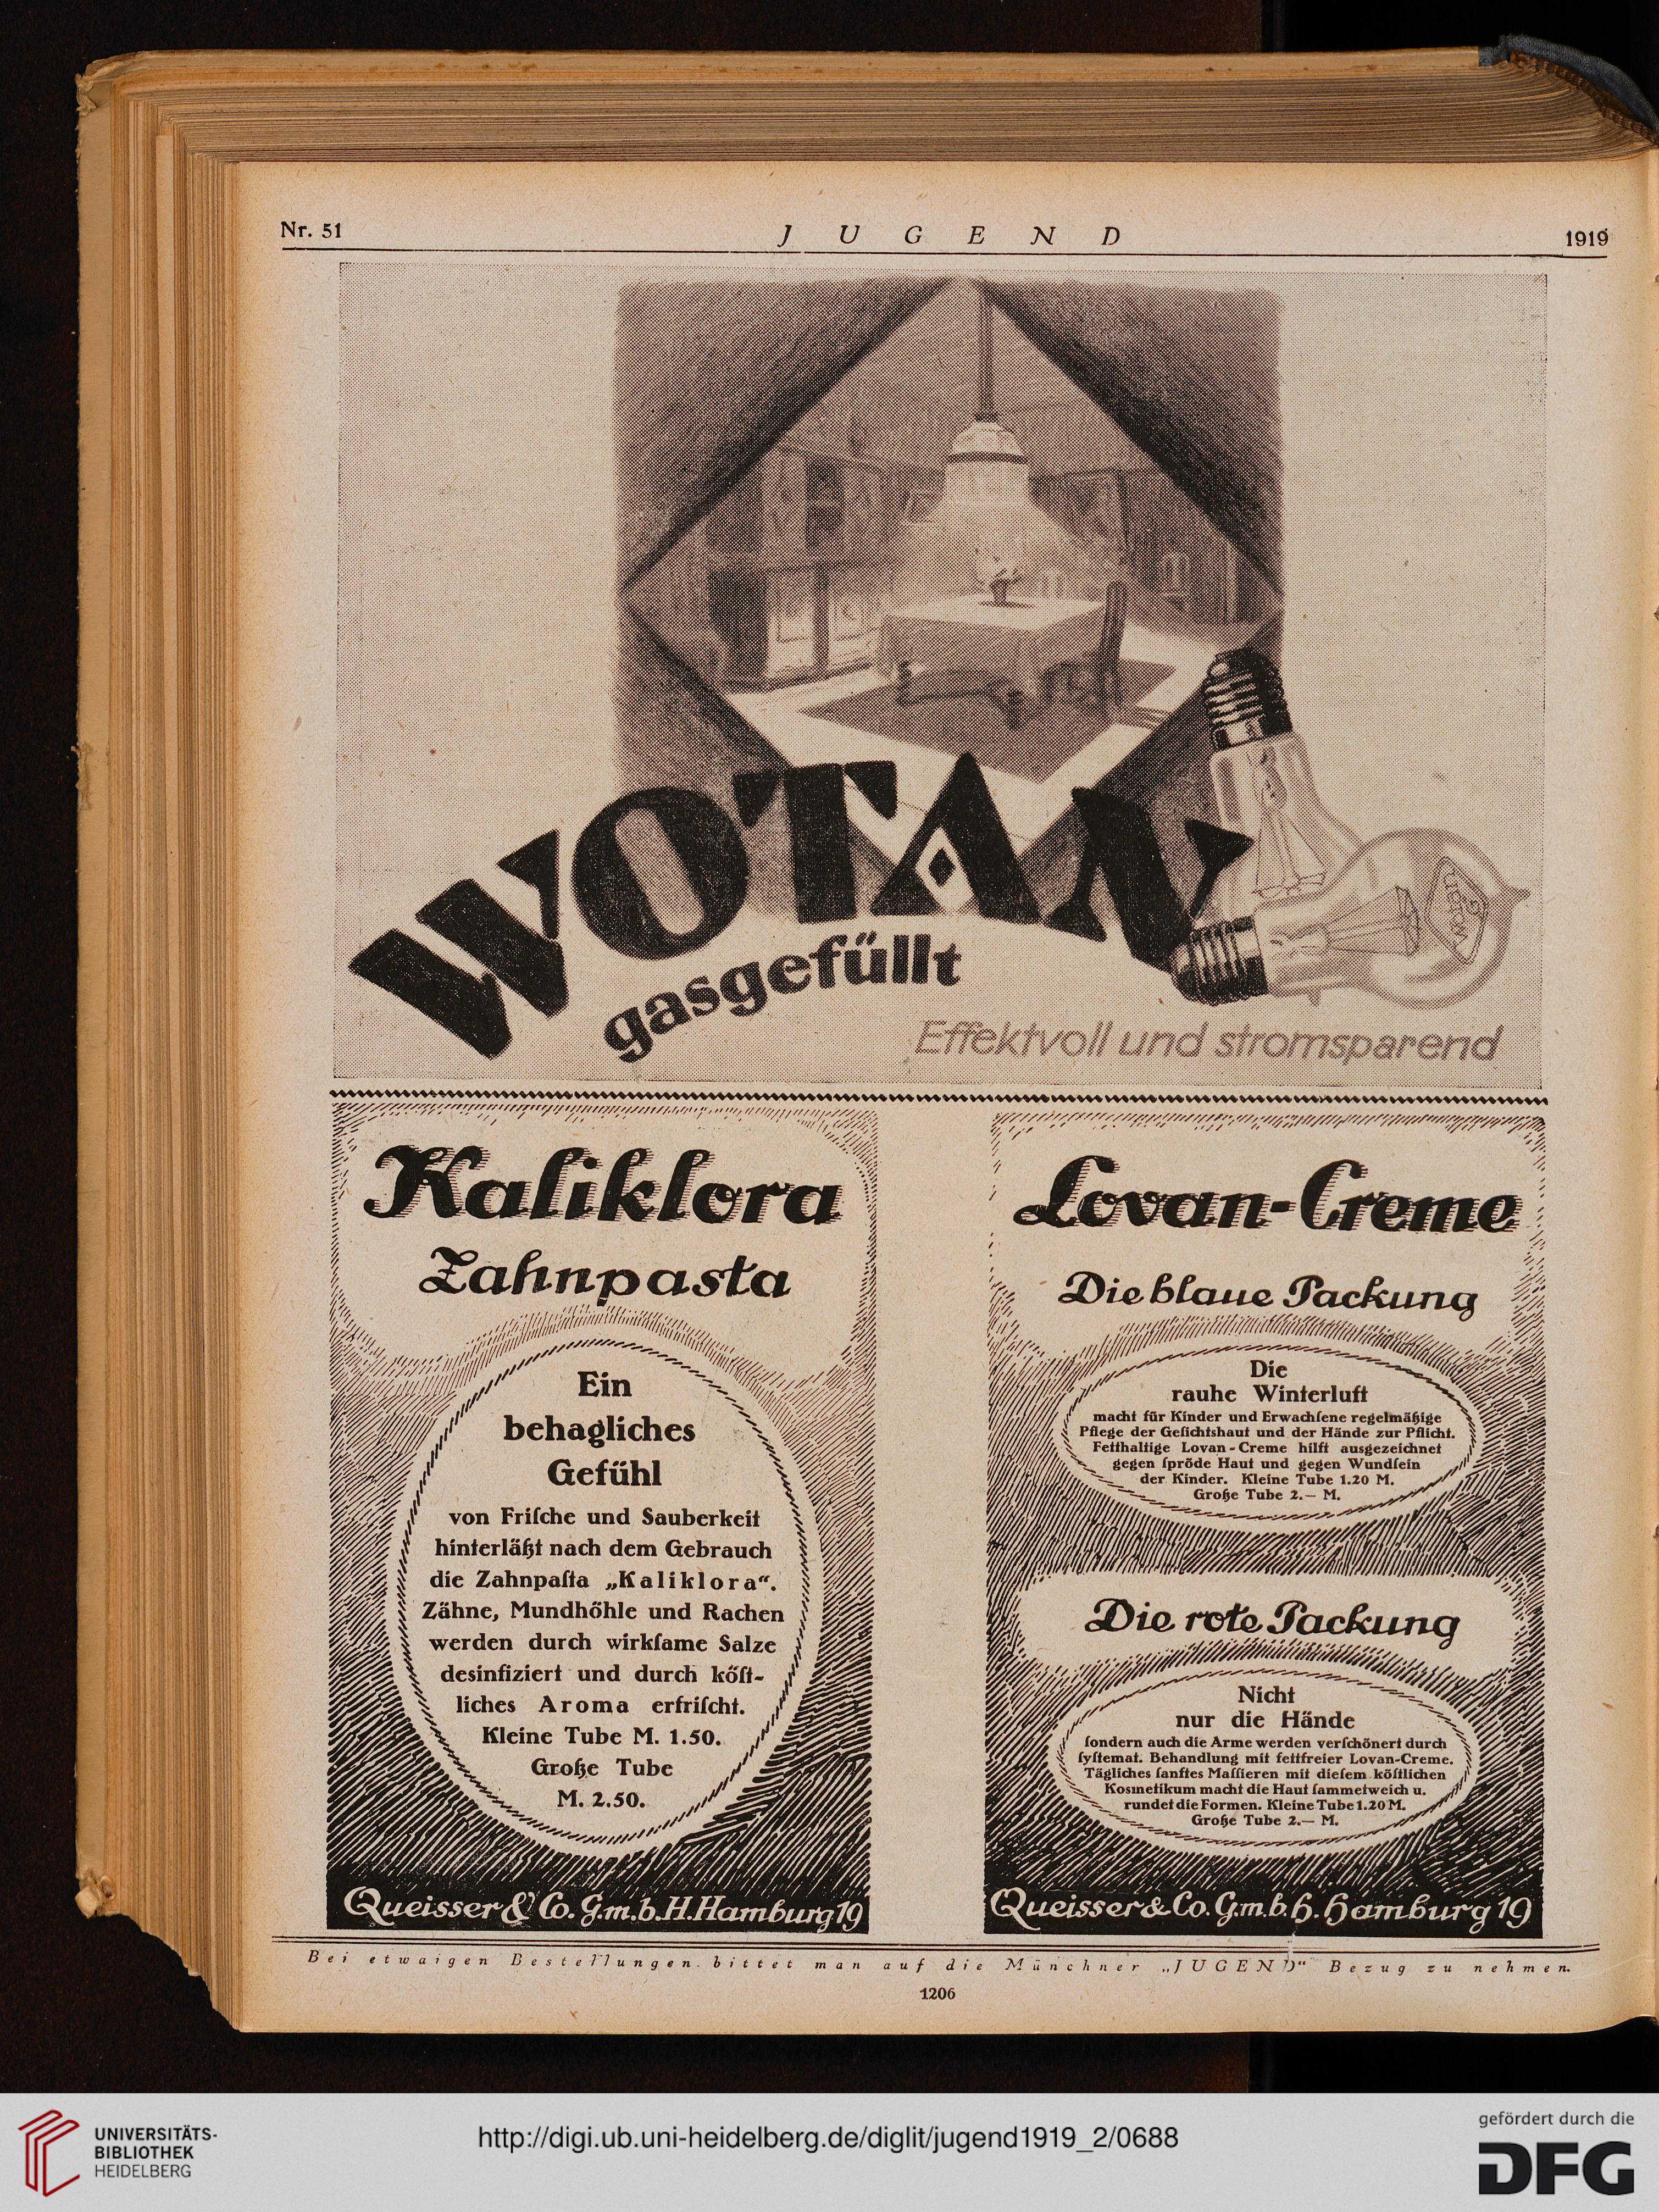 Nr. 51
JUGEND
1919
WOTAN
gasgefüllt
WOTAN
G
Effektvoll und stromsparend
Kaliklora
Zahnpasta
Ein
behagliches
Gefühl
von Friſche und Sauberkeit
hinterläßt nach dem Gebrauch
die Zahnpaſta „Kaliklora“.
Zähne, Mundhöhle und Rachen
werden durch wirkſame Salze
desinfiziert und durch köſt-
liches Aroma erfriſcht.
Kleine Tube M. 1.50.
Große Tube
M. 2.50.
Queisser & Co. G.m.b.H. Hamburg 19
Lovan-Creme
Die blaue Packung
Die
rauhe Winterluft
macht für Kinder und Erwachſene regelmäßige
Pflege der Geſichtshaut und der Hände zur Pflicht.
Fetthaltige Lovan-Creme hilft ausgezeichnet
gegen ſpröde Haut und gegen Wundſein
der Kinder. Kleine Tube 1.20 M.
Große Tube 2.— M.
Die rote Packung
Nicht
nur die Hände
ſondern auch die Arme werden verſchönert durch
ſyſtemat. Behandlung mit fettfreier Lovan-Creme.
Tägliches ſanftes Maſſieren mit dieſem köſtlichen
Kosmetikum macht die Haut ſammetweich u.
rundet die Formen. Kleine Tube 1.20 M.
Große Tube 2.— M.
Queisser & Co. G.m.b.H. Hamburg 19
Bei etwaigen Bestellungen bittet man auf die Münchner „JUGEND“ Bezug zu nehmen.
1206
UNIVERSITÄTS-
BIBLIOTHEK
HEIDELBERG
http://digi.ub.uni-heidelberg.de/diglit/jugend1919_2/0688
gefördert durch die
DFG